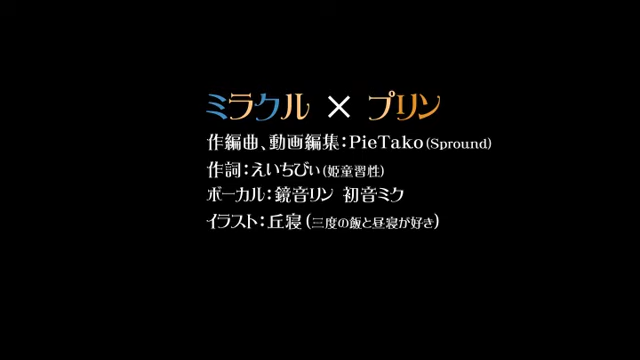 ミラクル × プリン
作編曲、動画編集：PieTako(Spround)
作詞：えいちびぃ(姫童習性)
ボーカル：鏡音リン 初音ミク
イラスト：丘寝(三度の飯と昼寝が好き)